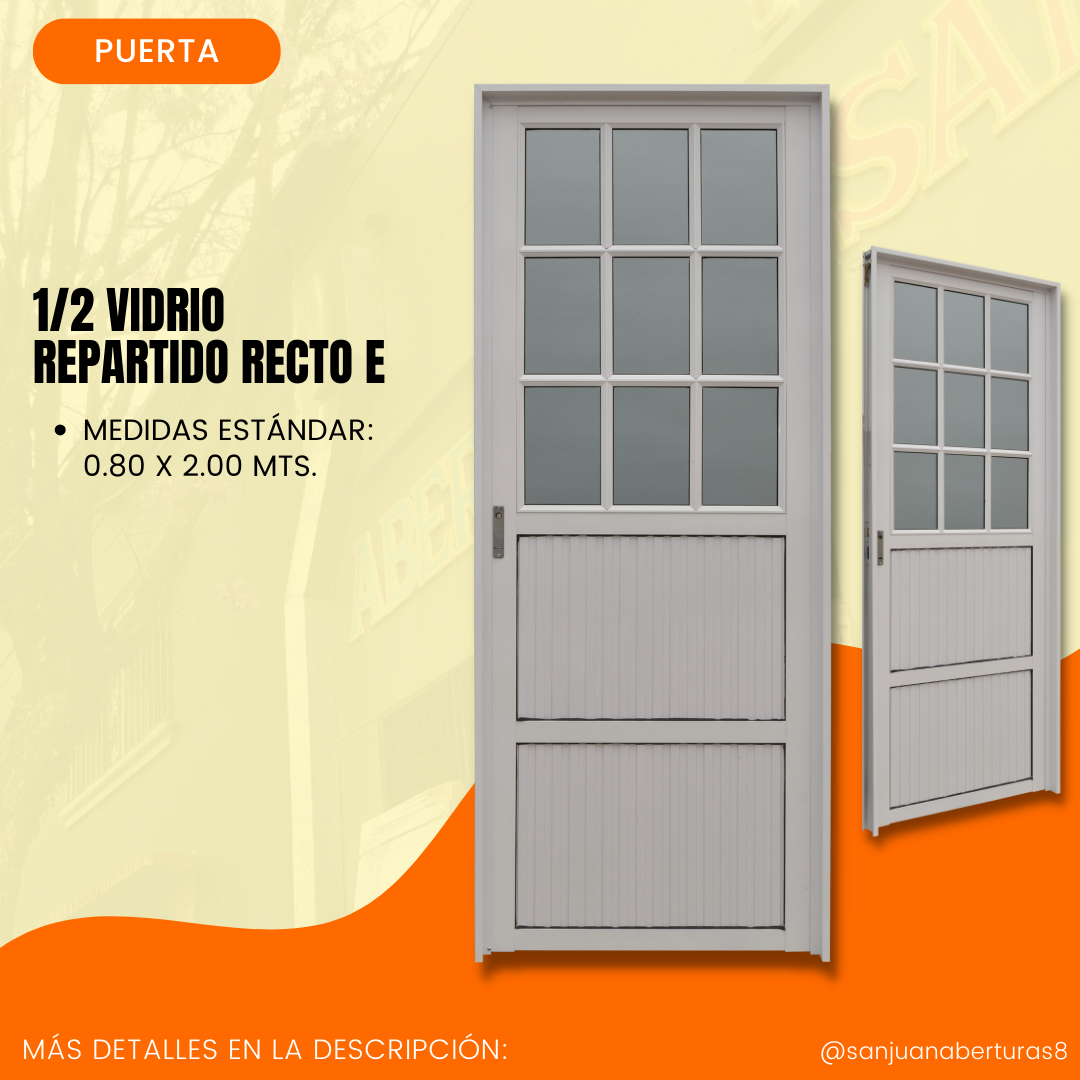 PUERTA
1/2 VIDRIO
REPARTIDO RECTO E
• MEDIDAS ESTÁNDAR:
0.80 X 2.00 MTS.
MÁS DETALLES EN LA DESCRIPCIÓN:
@sanjuanaberturas8